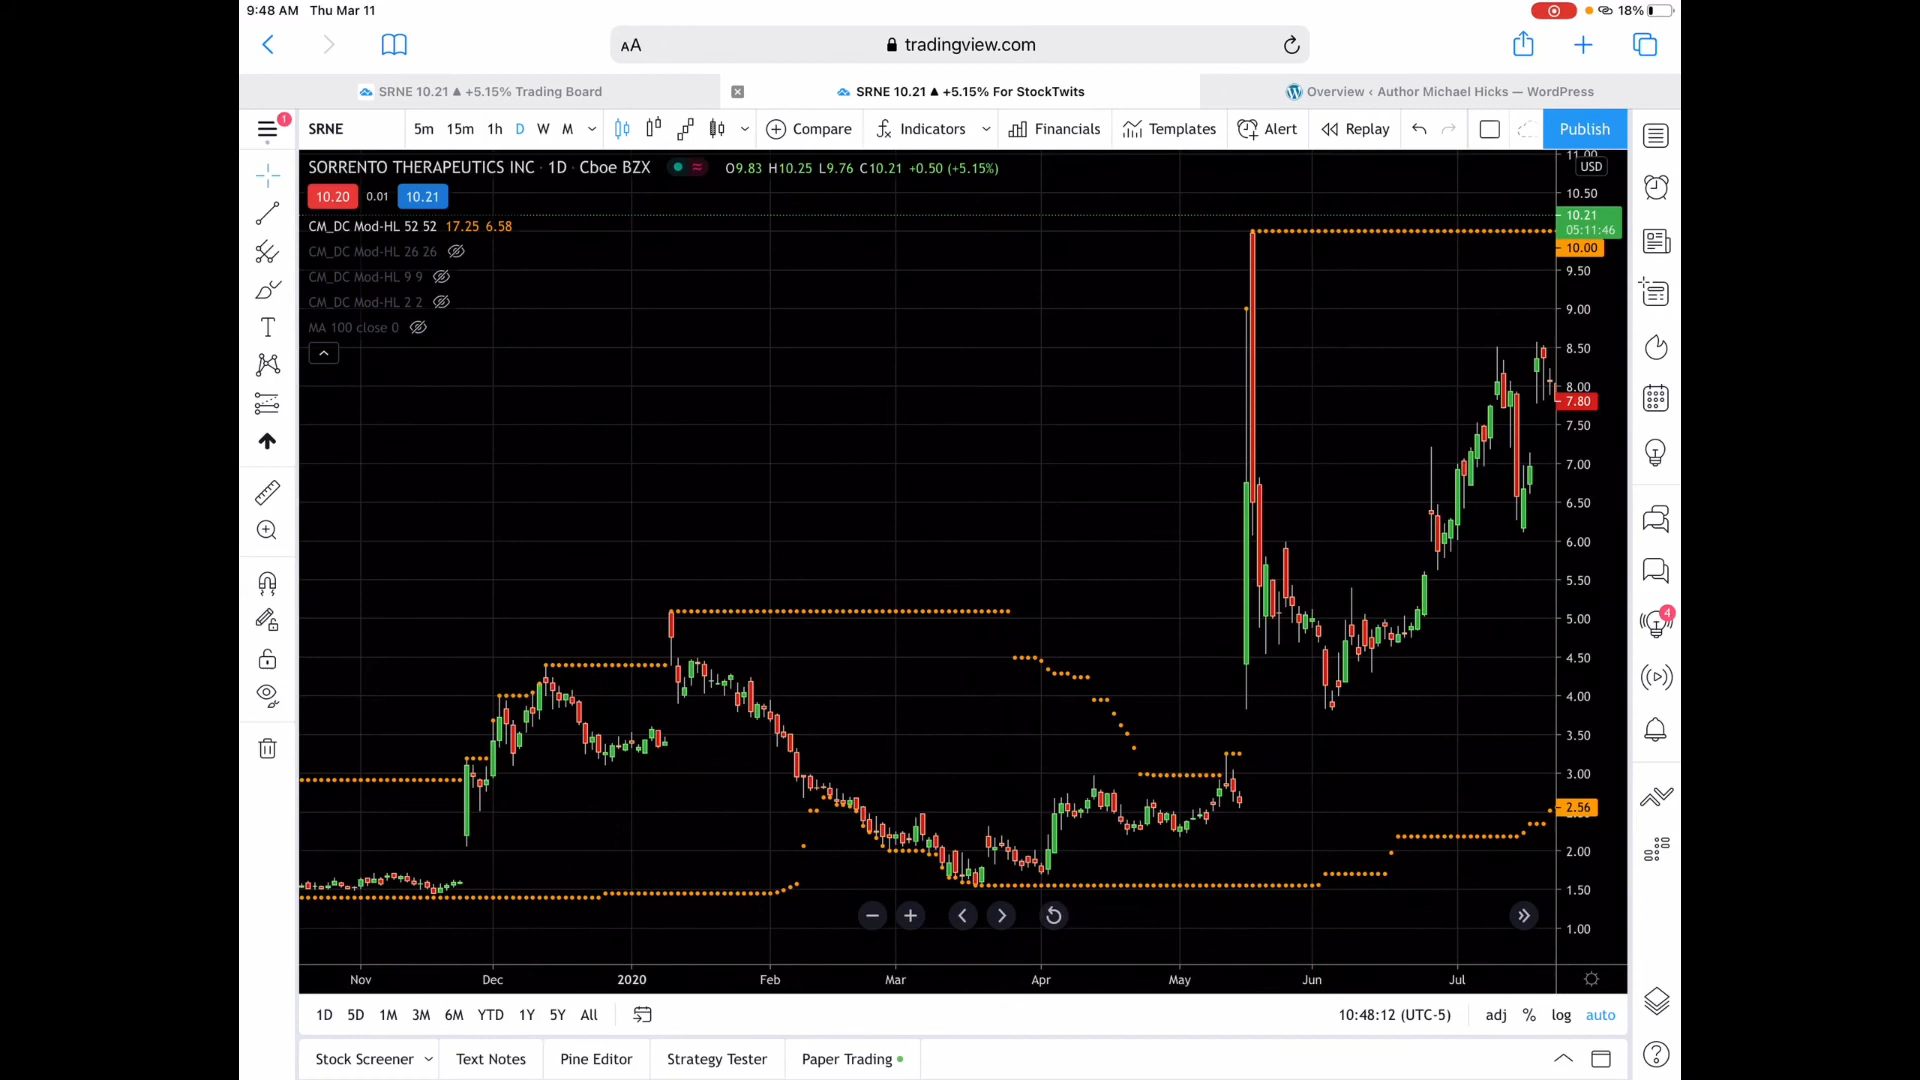 9:48 AM Thu Mar 11
18%
AA
tradingview.com
SRNE 10.21 ▲ +5.15% Trading Board
SRNE 10.21 ▲ +5.15% For StockTwits
Overview ‹ Author Michael Hicks — WordPress
1
SRNE
5m 15m 1h D W M
Compare
Indicators
Financials
Templates
Alert
Replay
Publish
SORRENTO THERAPEUTICS INC · 1D · Cboe BZX
O9.83 H10.25 L9.76 C10.21 +0.50 (+5.15%)
10.20 0.01 10.21
CM_DC Mod-HL 52 52 17.25 6.58
CM_DC Mod-HL 26 26
CM_DC Mod-HL 9 9
CM_DC Mod-HL 2 2
MA 100 close 0
11.00
USD
10.50
10.21
05:11:46
10.00
9.50
9.00
8.50
8.00
7.80
7.50
7.00
6.50
6.00
5.50
5.00
4.50
4.00
3.50
3.00
2.56
2.00
1.50
1.00
4
Nov Dec 2020 Feb Mar Apr May Jun Jul
1D 5D 1M 3M 6M YTD 1Y 5Y All
10:48:12 (UTC-5)
adj % log auto
Stock Screener Text Notes Pine Editor Strategy Tester Paper Trading